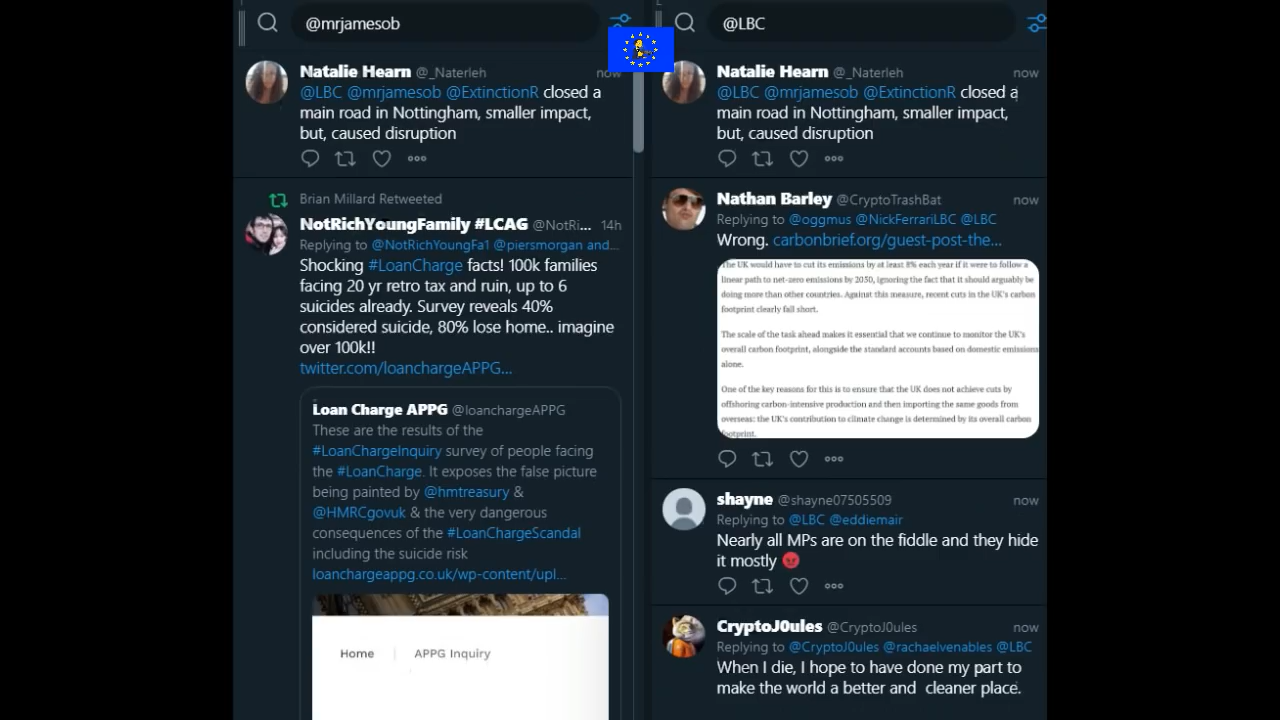 @mrjamesob
Natalie Hearn @_Naterleh now
@LBC @mrjamesob @ExtinctionR closed a
main road in Nottingham, smaller impact,
but, caused disruption
Brian Millard Retweeted
NotRichYoungFamily #LCAG @NotRi... 14h
Replying to @NotRichYoungFa1 @piersmorgan and...
Shocking #LoanCharge facts! 100k families
facing 20 yr retro tax and ruin, up to 6
suicides already. Survey reveals 40%
considered suicide, 80% lose home.. imagine
over 100k!!
twitter.com/loanchargeAPPG...
Loan Charge APPG @loanchargeAPPG
These are the results of the
#LoanChargeInquiry survey of people facing
the #LoanCharge. It exposes the false picture
being painted by @hmtreasury &
@HMRCgovuk & the very dangerous
consequences of the #LoanChargeScandal
including the suicide risk
loanchargeappg.co.uk/wp-content/upl...
Home APPG Inquiry
@LBC
Natalie Hearn @_Naterleh now
@LBC @mrjamesob @ExtinctionR closed a
main road in Nottingham, smaller impact,
but, caused disruption
Nathan Barley @CryptoTrashBat now
Replying to @oggmus @NickFerrariLBC @LBC
Wrong. carbonbrief.org/guest-post-the...
The UK would have to cut its emissions by at least 8% each year if it were to follow a
linear path to net-zero emissions by 2050, ignoring the fact that it should arguably be
doing more than other countries. Against this measure, recent cuts in the UK's carbon
footprint clearly fall short.
The scale of the task ahead makes it essential that we continue to monitor the UK's
overall carbon footprint, alongside the standard accounts based on domestic emissions
alone.
One of the key reasons for this is to ensure that the UK does not achieve cuts by
offshoring carbon-intensive production and then importing the same goods from
overseas: the UK's contribution to climate change is determined by its overall carbon
footprint.
shayne @shayne07505509 now
Replying to @LBC @eddiemair
Nearly all MPs are on the fiddle and they hide
it mostly 😡
CryptoJ0ules @CryptoJ0ules now
Replying to @CryptoJ0ules @rachaelvenables @LBC
When I die, I hope to have done my part to
make the world a better and cleaner place.